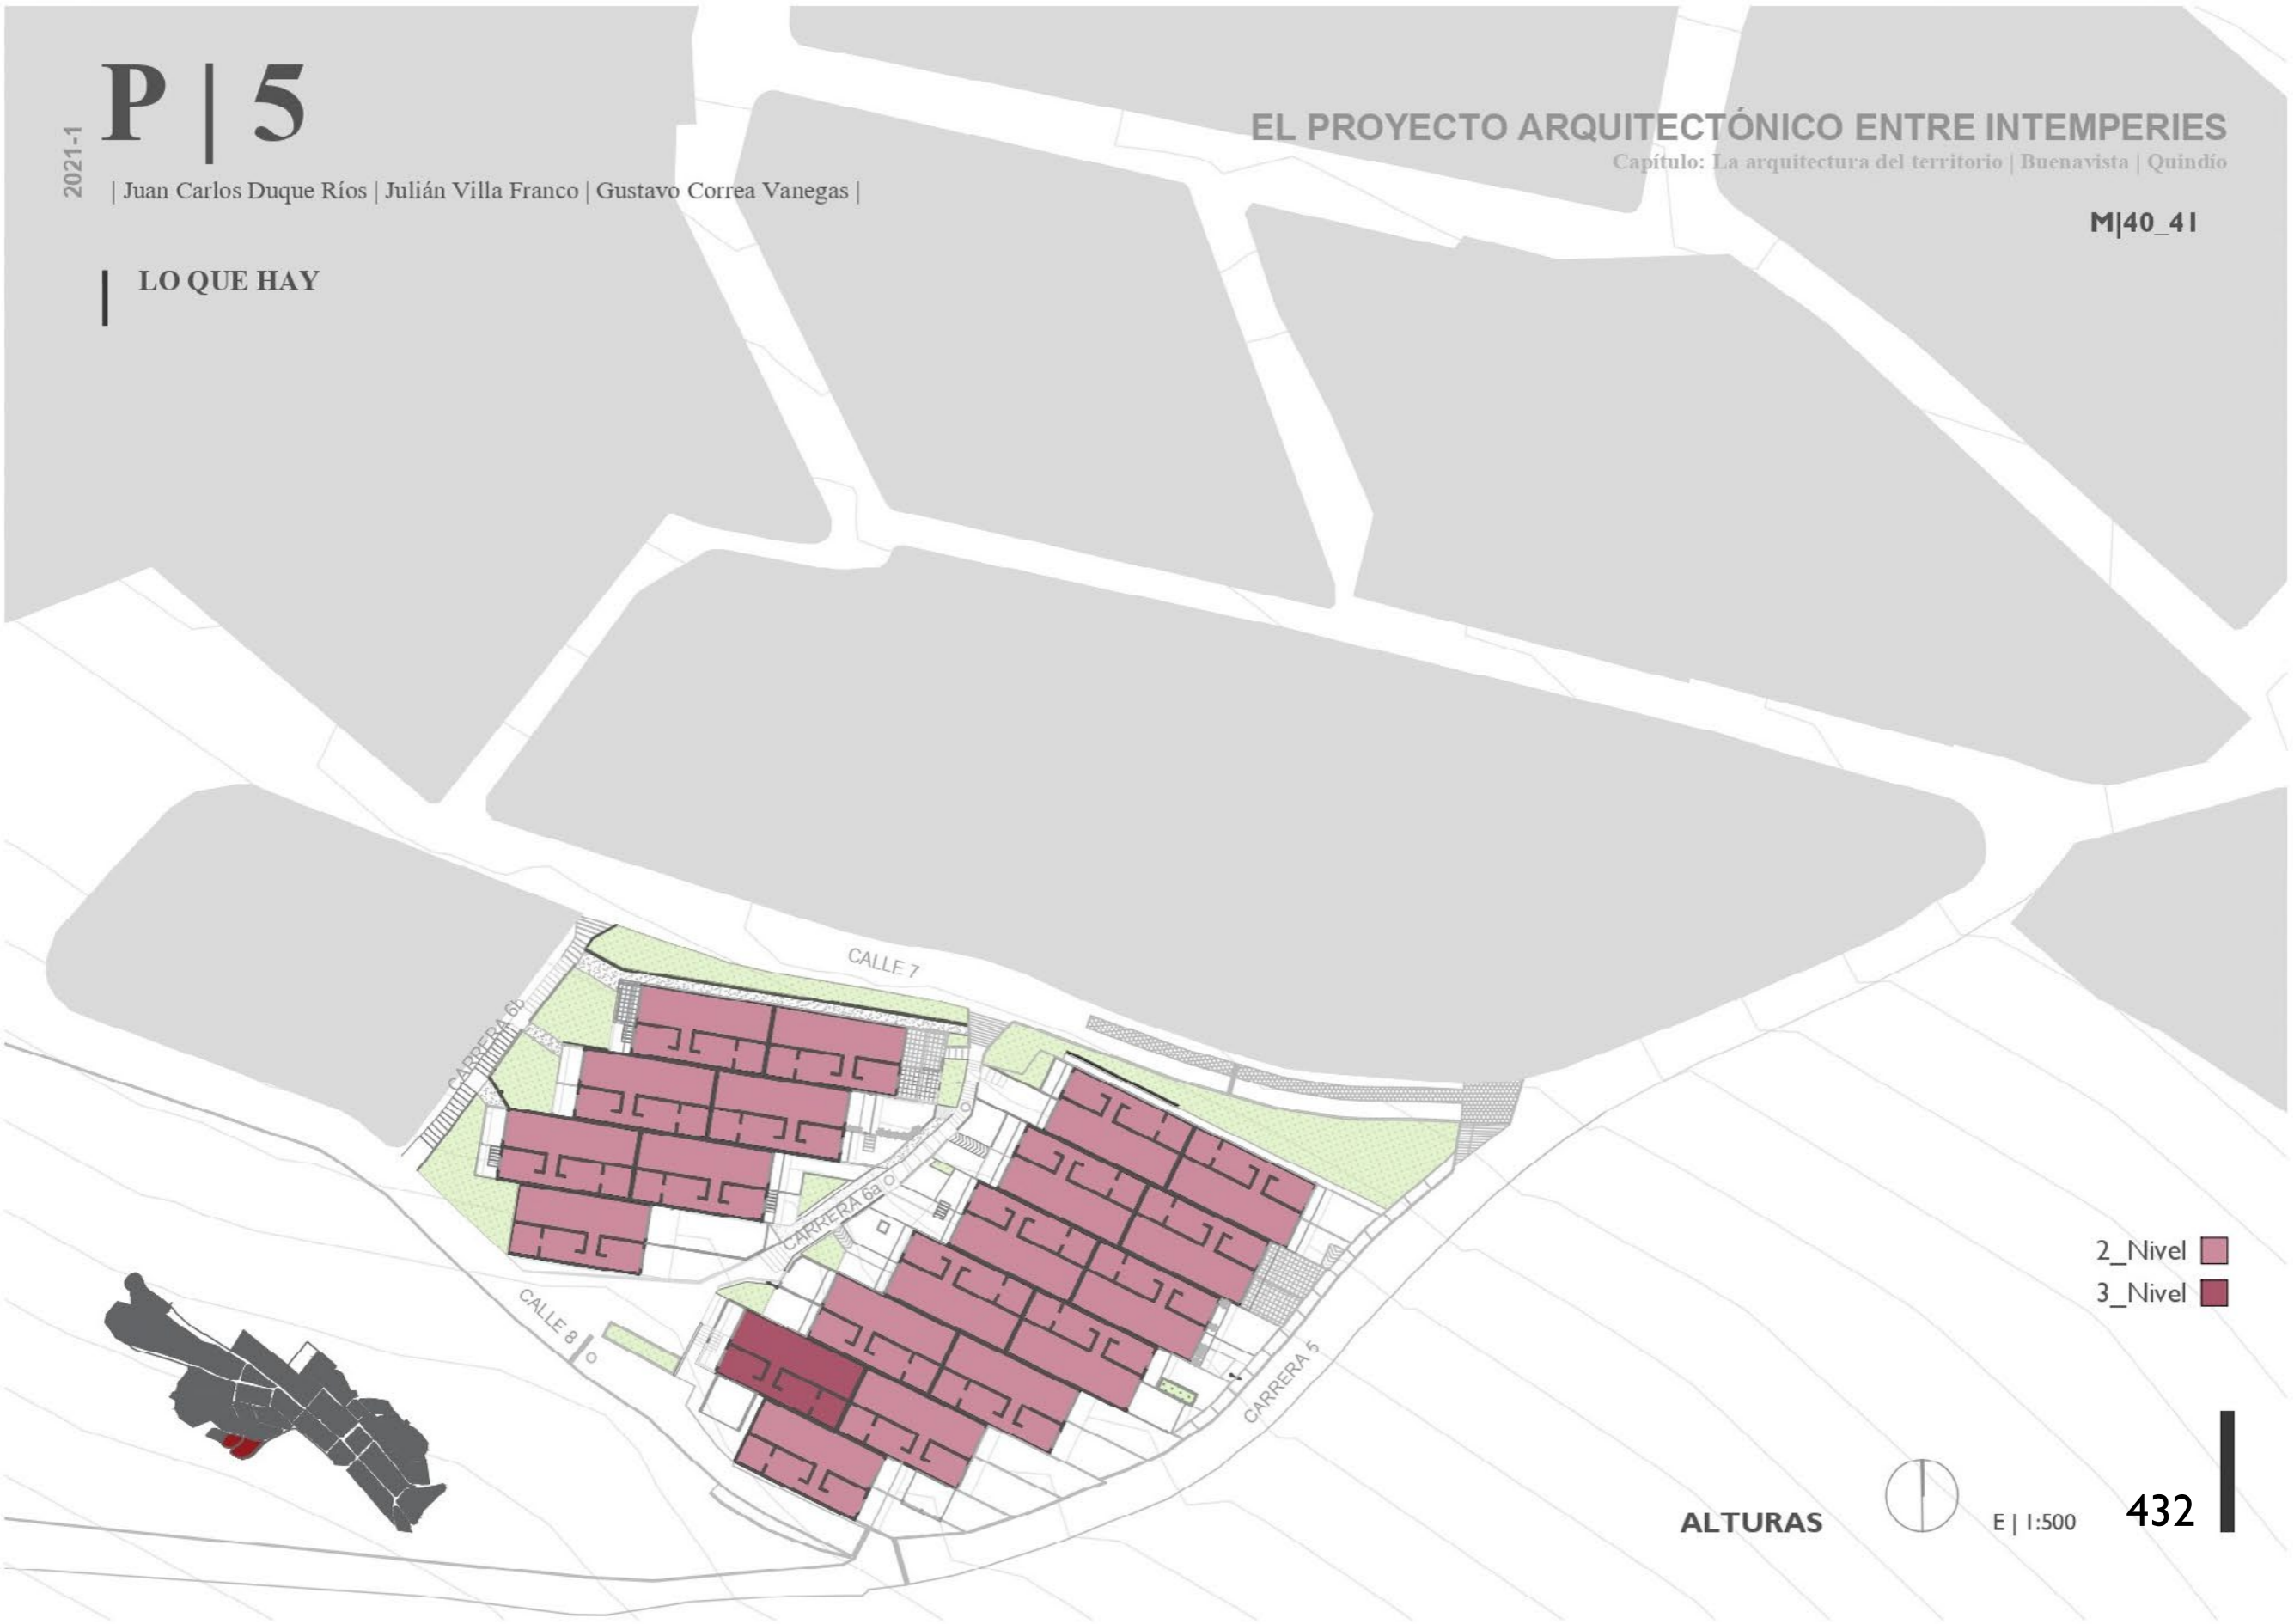 P | 5
2021-1
| Juan Carlos Duque Ríos | Julián Villa Franco | Gustavo Correa Vanegas |
LO QUE HAY
EL PROYECTO ARQUITECTÓNICO ENTRE INTEMPERIES
Capítulo: La arquitectura del territorio | Buenavista | Quindío
M|40_41
CALLE 7
CARRERA 6b
CARRERA 6a
CALLE 8
CARRERA 5
2_Nivel
3_Nivel
ALTURAS
E | 1:500
432